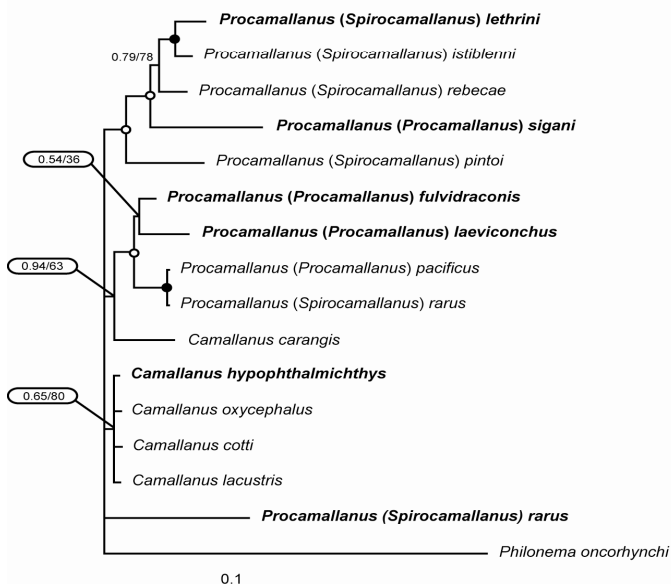 Procamallanus (Spirocamallanus) lethrini
0.79/78
Procamallanus (Spirocamallanus) istiblenni
Procamallanus (Spirocamallanus) rebecae
Procamallanus (Procamallanus) sigani
0.54/36
Procamallanus (Spirocamallanus) pintoi
Procamallanus (Procamallanus) fulvidraconis
Procamallanus (Procamallanus) laeviconchus
0.94/63
Procamallanus (Procamallanus) pacificus
Procamallanus (Spirocamallanus) rarus
Camallanus carangis
Camallanus hypophthalmichthys
0.65/80
Camallanus oxycephalus
Camallanus cotti
Camallanus lacustris
Procamallanus (Spirocamallanus) rarus
Philonema oncorhynchi
0.1